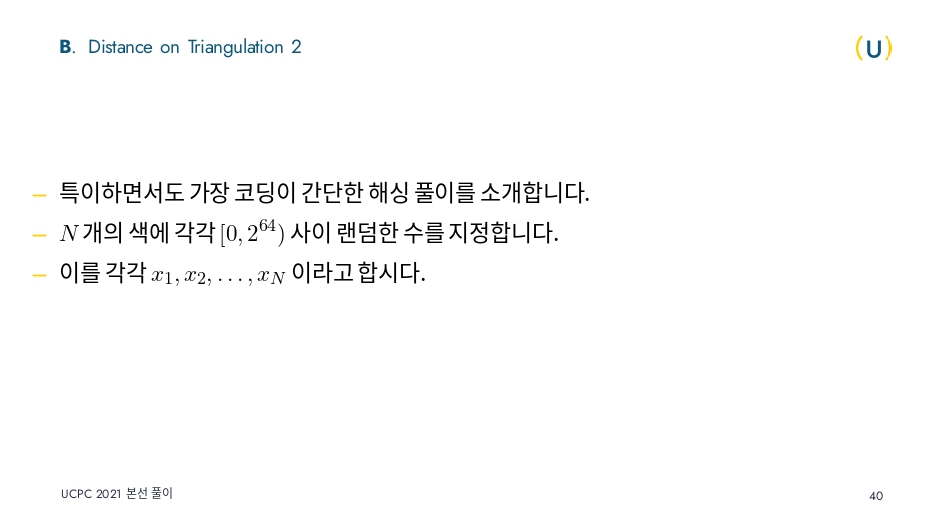 B. Distance on Triangulation 2
(U)
– 특이하면서도 가장 코딩이 간단한 해싱 풀이를 소개합니다.
– N개의 색에 각각 [0, 2^64) 사이 랜덤한 수를 지정합니다.
– 이를 각각 x_1, x_2, ..., x_N 이라고 합시다.
UCPC 2021 본선 풀이
40